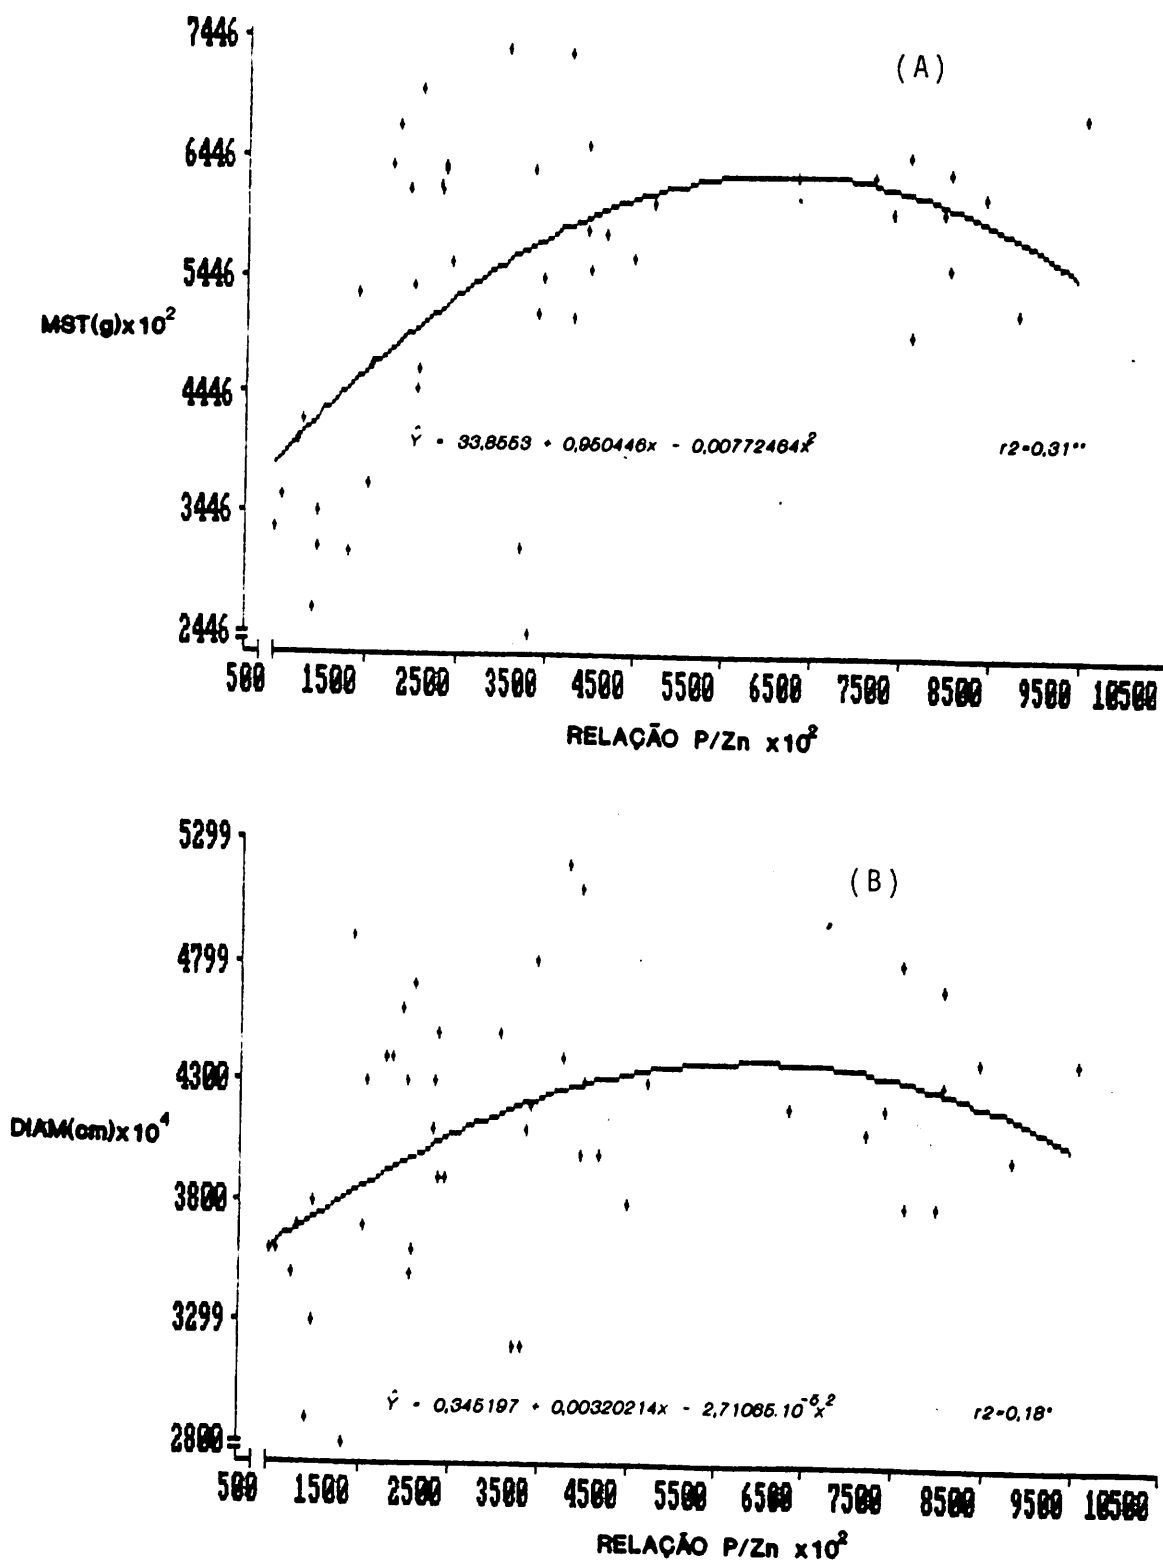 7446
(A)
6446
5446
MST(g)x10²
4446
Ŷ = 33,8553 + 0,950446x - 0,00772464x² r2=0,31**
3446
2446
500 1500 2500 3500 4500 5500 6500 7500 8500 9500 10500
RELAÇÃO P/Zn x10²
5299
(B)
4799
4300
DIAM(cm)x10⁴
3800
3299
Ŷ = 0,345197 + 0,00320214x - 2,71065.10⁻⁵x² r2=0,18*
2800
500 1500 2500 3500 4500 5500 6500 7500 8500 9500 10500
RELAÇÃO P/Zn x10²